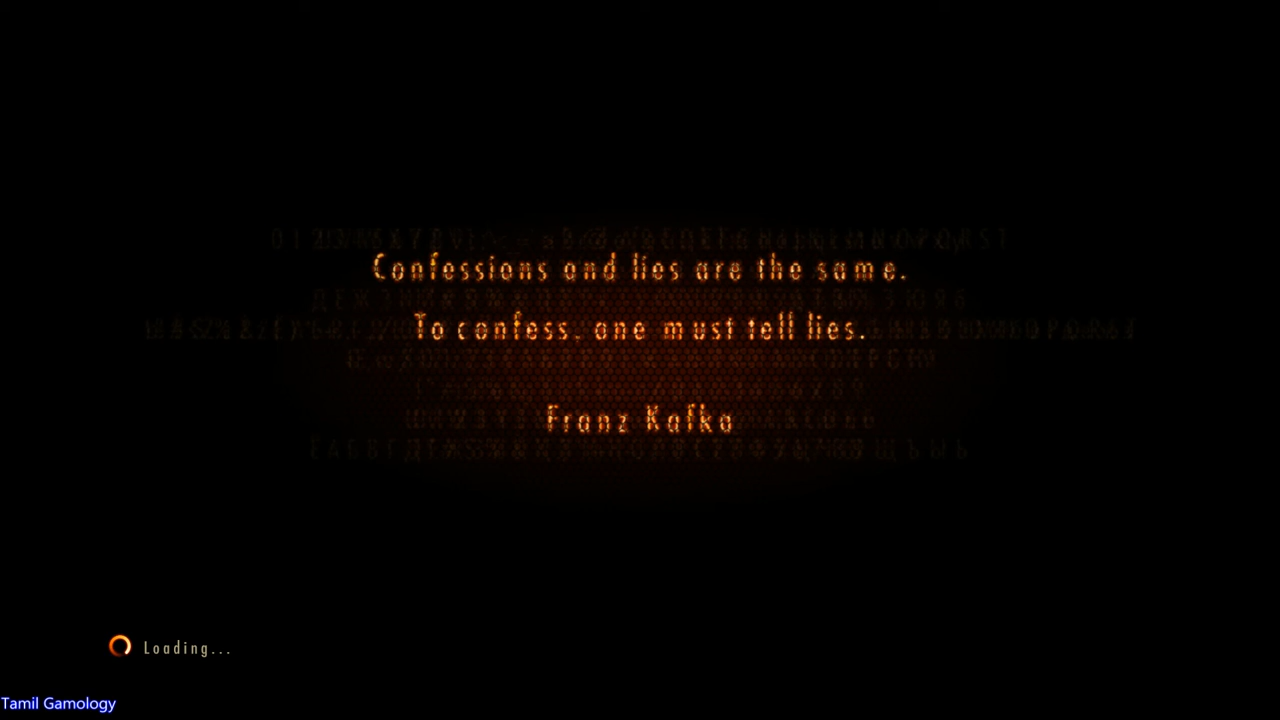 Confessions and lies are the same.
To confess, one must tell lies.
Franz Kafka
Loading...
Tamil Gamology